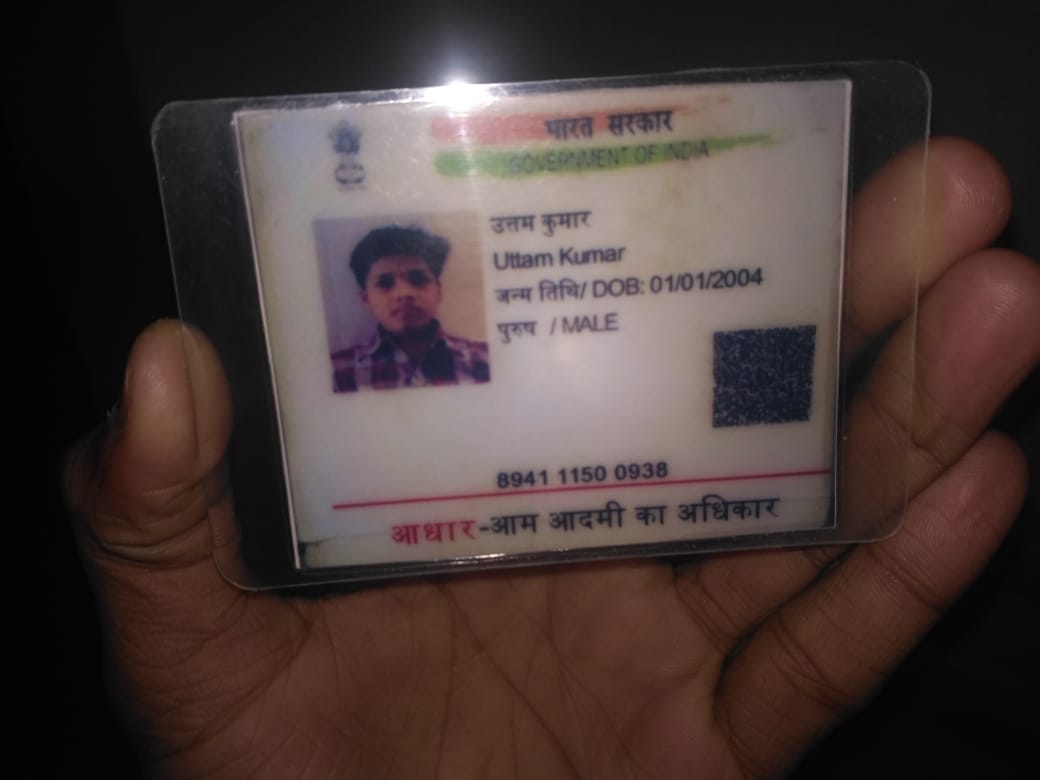 भारत सरकार
GOVERNMENT OF INDIA
उत्तम कुमार
Uttam Kumar
जन्म तिथि/ DOB: 01/01/2004
पुरुष / MALE
8941 1150 0938
आधार-आम आदमी का अधिकार